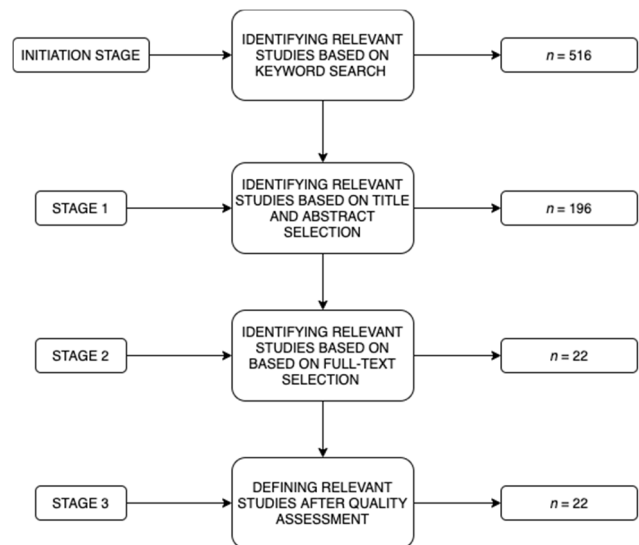 INITIATION STAGE
IDENTIFYING RELEVANT
STUDIES BASED ON
KEYWORD SEARCH
n = 516
STAGE 1
IDENTIFYING RELEVANT
STUDIES BASED ON TITLE
AND ABSTRACT
SELECTION
n = 196
STAGE 2
IDENTIFYING RELEVANT
STUDIES BASED ON
BASED ON FULL-TEXT
SELECTION
n = 22
STAGE 3
DEFINING RELEVANT
STUDIES AFTER QUALITY
ASSESSMENT
n = 22